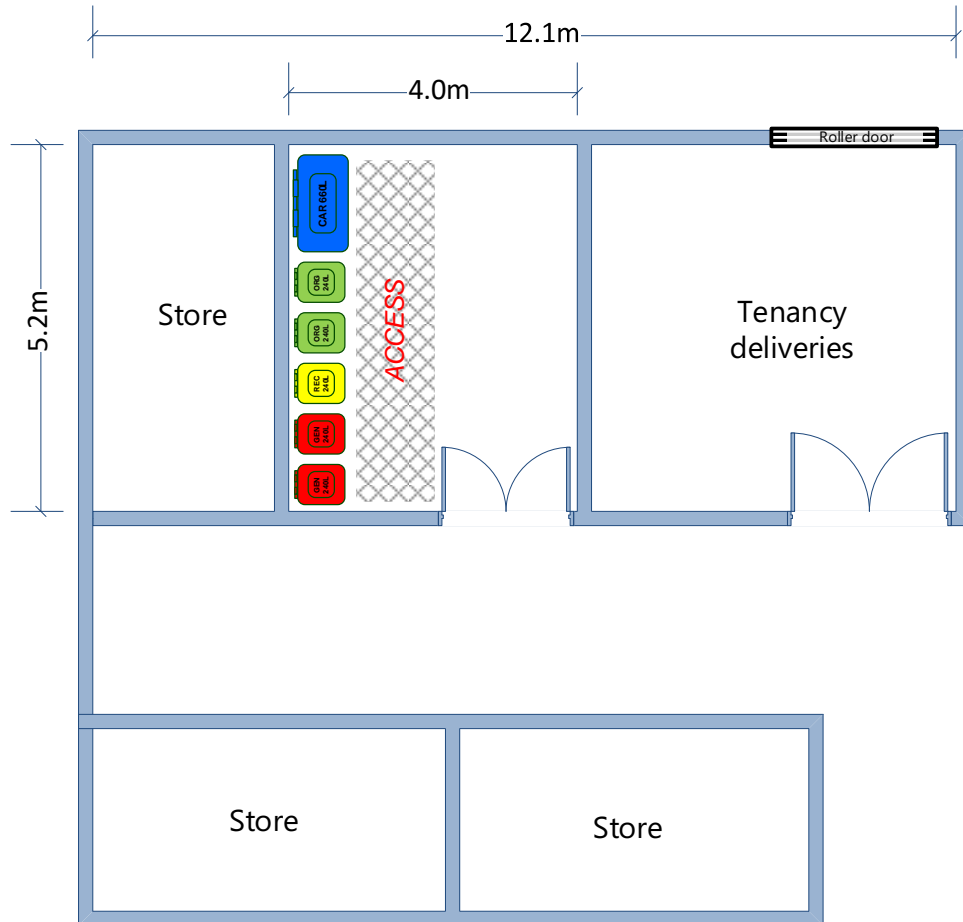 12.1m
4.0m
Roller door
5.2m
CAR 660L
ORG
240L
ORG
240L
REC
240L
GEN
240L
GEN
240L
ACCESS
Store
Tenancy
deliveries
Store
Store